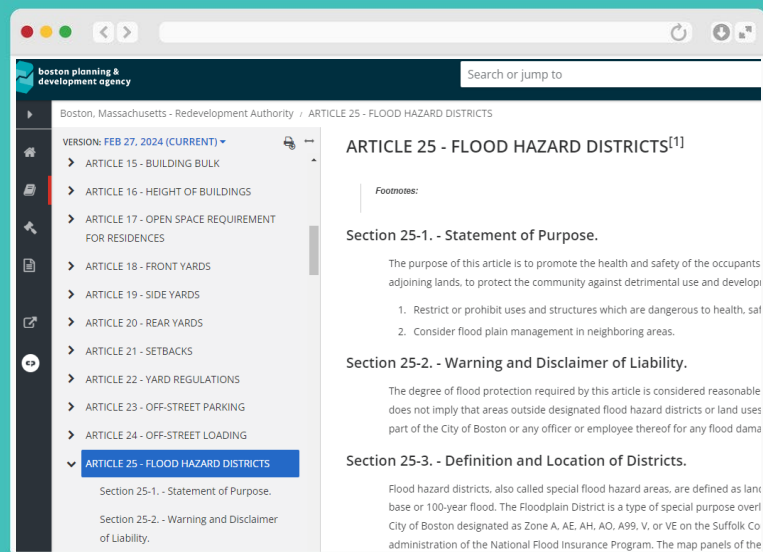 boston planning &
development agency
Search or jump to
Boston, Massachusetts - Redevelopment Authority / ARTICLE 25 - FLOOD HAZARD DISTRICTS
VERSION: FEB 27, 2024 (CURRENT)
ARTICLE 15 - BUILDING BULK
ARTICLE 16 - HEIGHT OF BUILDINGS
ARTICLE 17 - OPEN SPACE REQUIREMENT
FOR RESIDENCES
ARTICLE 18 - FRONT YARDS
ARTICLE 19 - SIDE YARDS
ARTICLE 20 - REAR YARDS
ARTICLE 21 - SETBACKS
ARTICLE 22 - YARD REGULATIONS
ARTICLE 23 - OFF-STREET PARKING
ARTICLE 24 - OFF-STREET LOADING
ARTICLE 25 - FLOOD HAZARD DISTRICTS
Section 25-1. - Statement of Purpose.
Section 25-2. - Warning and Disclaimer
of Liability.
ARTICLE 25 - FLOOD HAZARD DISTRICTS[1]
Footnotes:
Section 25-1. - Statement of Purpose.
The purpose of this article is to promote the health and safety of the occupants
adjoining lands, to protect the community against detrimental use and
1. Restrict or prohibit uses and structures which are dangerous to health,
2. Consider flood plain management in neighboring areas.
Section 25-2. - Warning and Disclaimer of Liability.
The degree of flood protection required by this article is considered reasonable
does not imply that areas outside designated flood hazard districts or land uses
part of the City of Boston or any officer or employee thereof for any flood
Section 25-3. - Definition and Location of Districts.
Flood hazard districts, also called special flood hazard areas, are defined as
base or 100-year flood. The Floodplain District is a type of special purpose
City of Boston designated as Zone A, AE, AH, AO, A99, V, or VE on the Suffolk
administration of the National Flood Insurance Program. The map panels of the